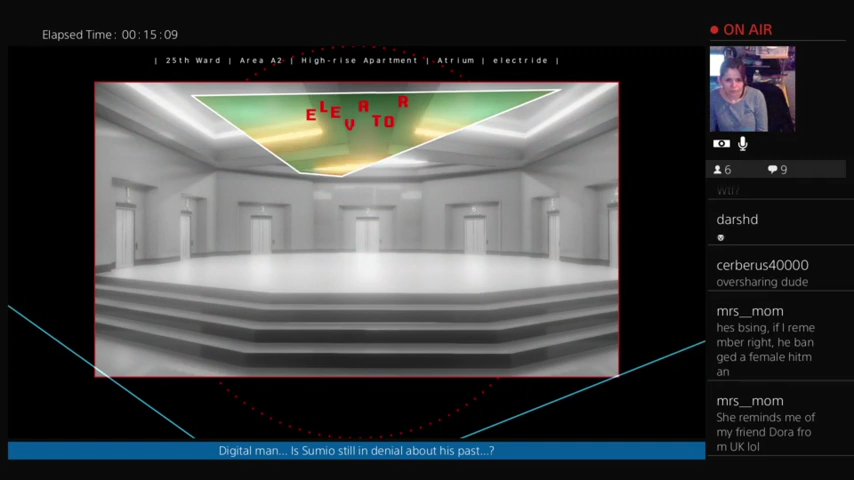 Elapsed Time: 00:15:09
ON AIR
| 25th Ward | Area A2 | High-rise Apartment | Atrium | electride |
ELEVATOR
6
9
darshd
cerberus40000
oversharing dude
mrs__mom
hes bsing, if I reme
mber right, he ban
ged a female hitm
an
mrs__mom
She reminds me of
my friend Dora fro
m UK lol
Digital man... Is Sumio still in denial about his past...?